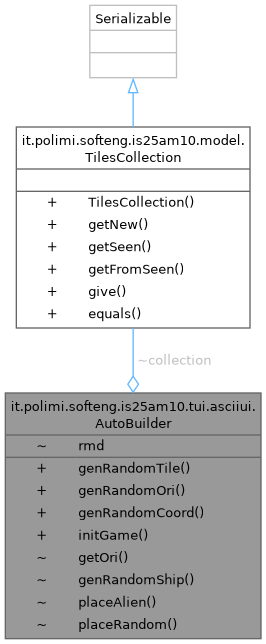 Serializable
it.polimi.softeng.is25am10.model.
TilesCollection
+ TilesCollection()
+ getNew()
+ getSeen()
+ getFromSeen()
+ give()
+ equals()
~collection
it.polimi.softeng.is25am10.tui.asciiui.
AutoBuilder
~ rmd
+ genRandomTile()
+ genRandomOri()
+ genRandomCoord()
+ initGame()
~ getOri()
~ genRandomShip()
~ placeAlien()
~ placeRandom()